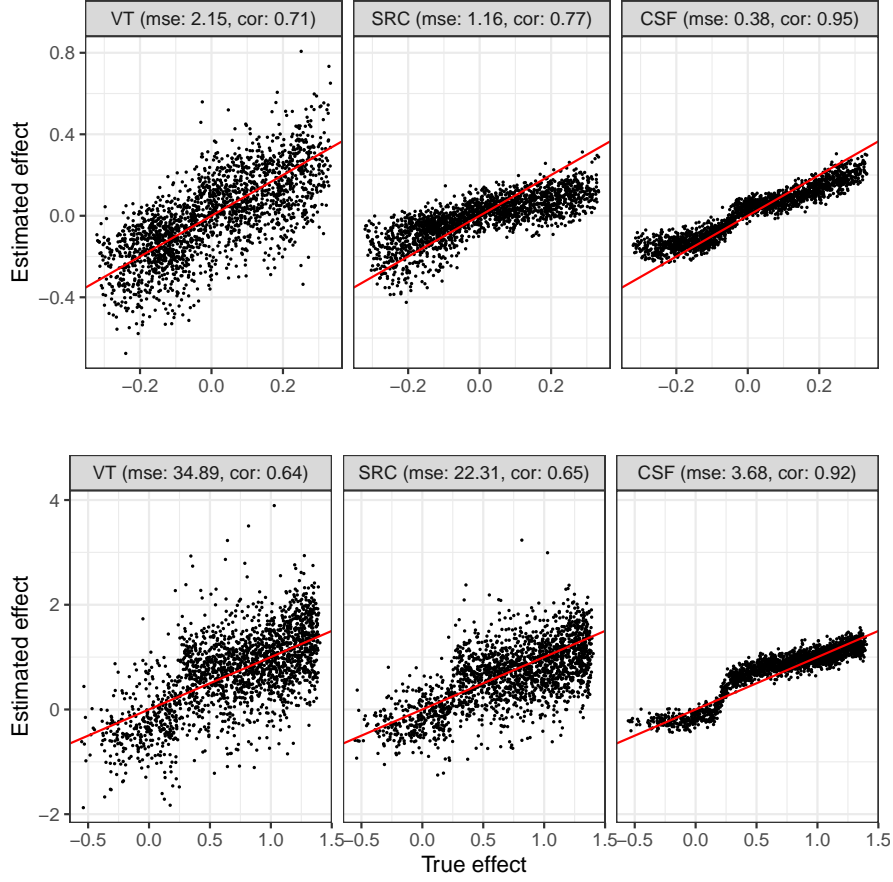 VT (mse: 2.15, cor: 0.71) SRC (mse: 1.16, cor: 0.77) CSF (mse: 0.38, cor: 0.95)
0.8
0.4
0.0
−0.4
Estimated effect
−0.2 0.0 0.2 −0.2 0.0 0.2 −0.2 0.0 0.2
VT (mse: 34.89, cor: 0.64) SRC (mse: 22.31, cor: 0.65) CSF (mse: 3.68, cor: 0.92)
4
2
0
−2
Estimated effect
−0.5 0.0 0.5 1.0 1.5 −0.5 0.0 0.5 1.0 1.5 −0.5 0.0 0.5 1.0 1.5
True effect